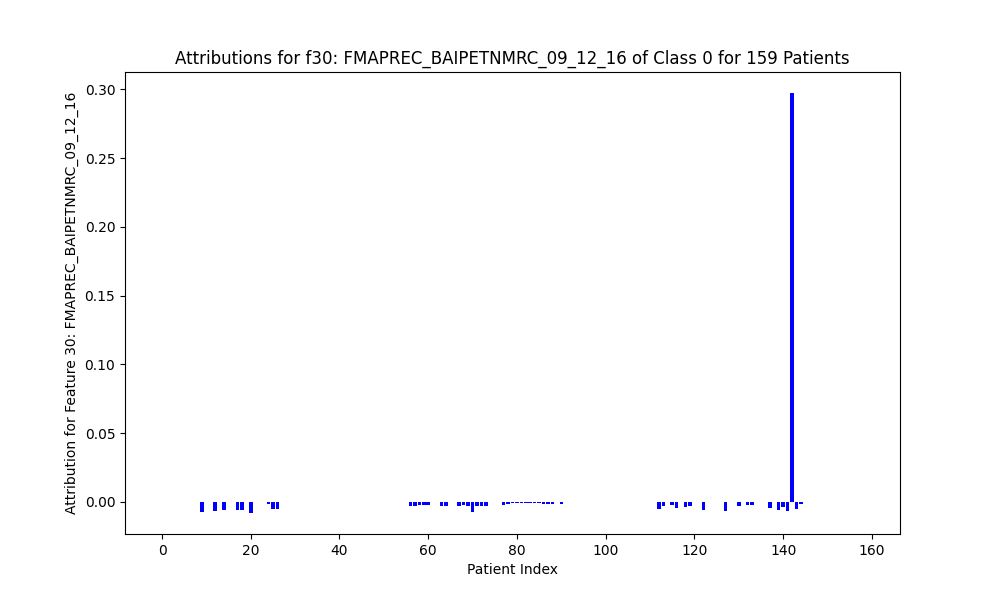 Attributions for f30: FMAPREC_BAIPETNMRC_09_12_16 of Class 0 for 159 Patients
Attribution for Feature 30: FMAPREC_BAIPETNMRC_09_12_16
0.30
0.25
0.20
0.15
0.10
0.05
0.00
0 20 40 60 80 100 120 140 160
Patient Index